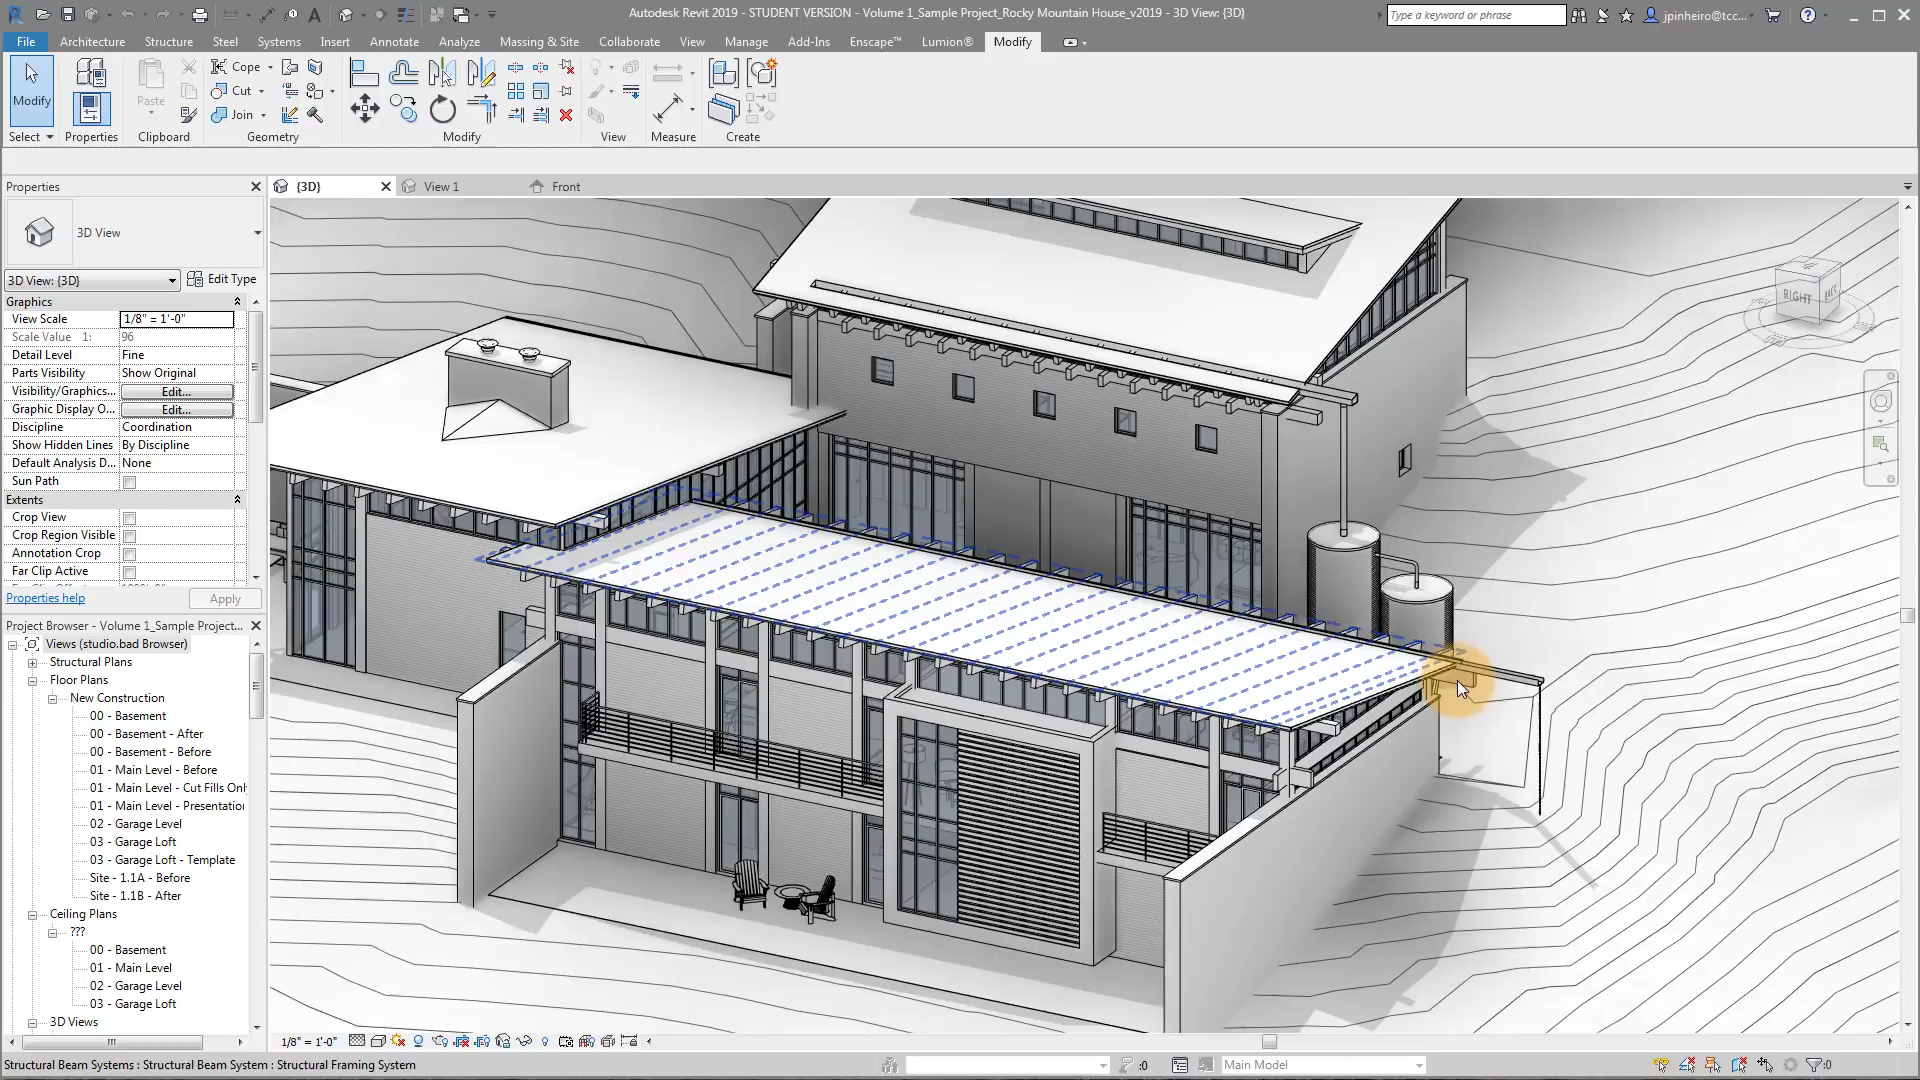 Autodesk Revit 2019 - STUDENT VERSION - Volume 1_Sample Project_Rocky Mountain House_v2019 - 3D View: {3D}
Type a keyword or phrase
jpinheiro@tcc...
File Architecture Structure Steel Systems Insert Annotate Analyze Massing & Site Collaborate View Manage Add-Ins Enscape™ Lumion® Modify
Modify
Paste
Cope
Cut
Join
Select Properties Clipboard Geometry Modify View Measure Create
Properties
{3D}
View 1
Front
3D View
3D View: {3D}
Edit Type
Graphics
View Scale 1/8" = 1'-0"
Scale Value 1: 96
Detail Level Fine
Parts Visibility Show Original
Visibility/Graphics... Edit...
Graphic Display O... Edit...
Discipline Coordination
Show Hidden Lines By Discipline
Default Analysis D... None
Sun Path
Extents
Crop View
Crop Region Visible
Annotation Crop
Far Clip Active
Properties help
Apply
Project Browser - Volume 1_Sample Project...
Views (studio.bad Browser)
Structural Plans
Floor Plans
New Construction
00 - Basement
00 - Basement - After
00 - Basement - Before
01 - Main Level - Before
01 - Main Level - Cut Fills Onl
01 - Main Level - Presentation
02 - Garage Level
03 - Garage Loft
03 - Garage Loft - Template
Site - 1.1A - Before
Site - 1.1B - After
Ceiling Plans
???
00 - Basement
01 - Main Level
02 - Garage Level
03 - Garage Loft
3D Views
RIGHT
1/8" = 1'-0"
Structural Beam Systems : Structural Beam System : Structural Framing System
:0
Main Model
:0